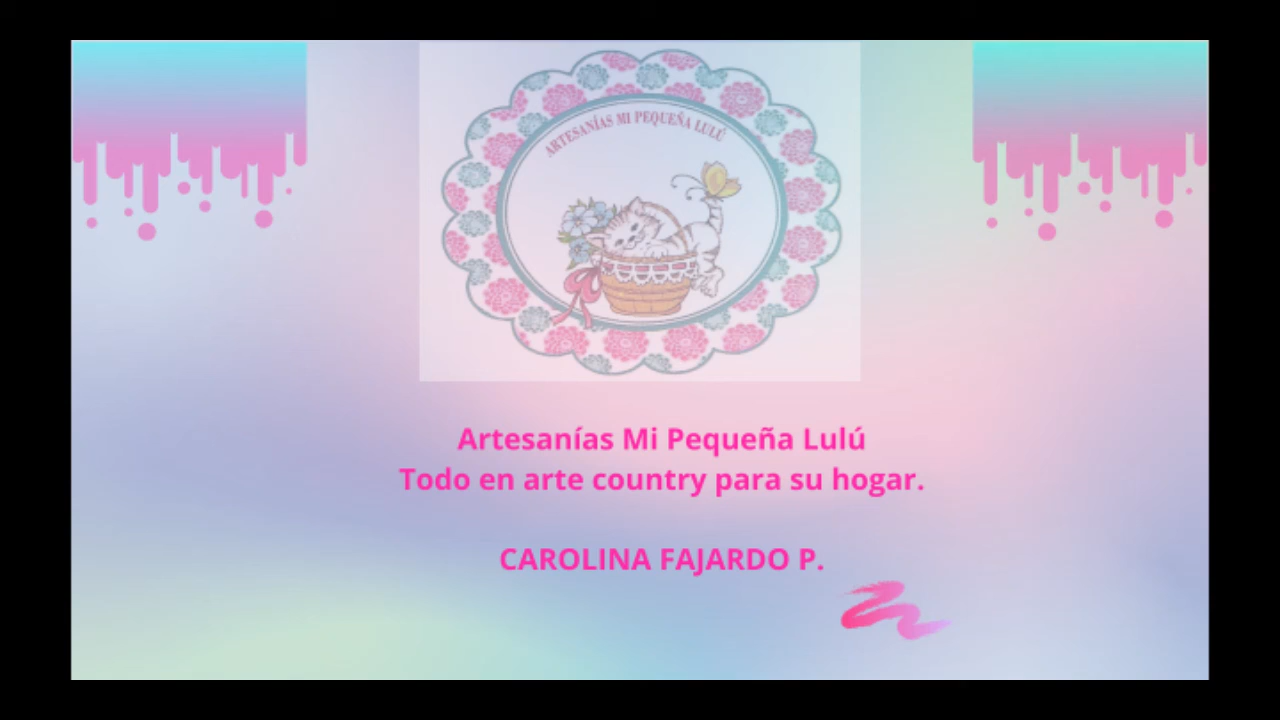 ARTESANÍAS MI PEQUEÑA LULÚ
Artesanías Mi Pequeña Lulú
Todo en arte country para su hogar.
CAROLINA FAJARDO P.